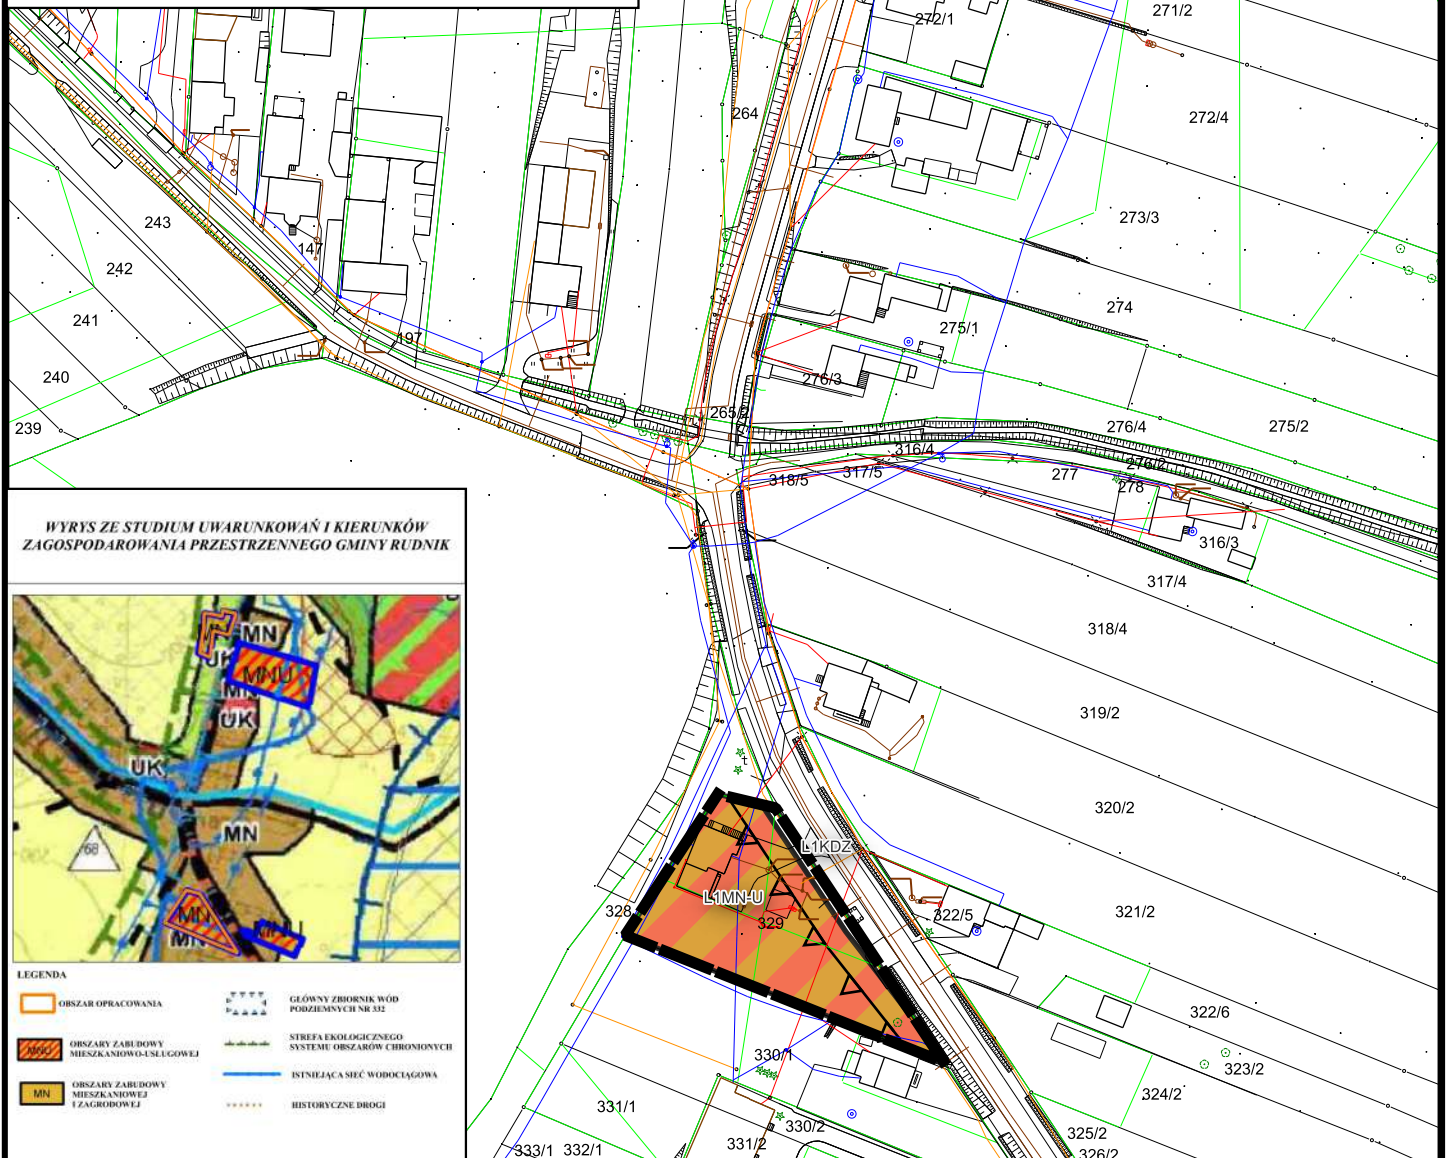 272/1
271/2
264
272/4
243
147
273/3
242
274
241
275/1
197
240
276/3
265/2
239
276/4
275/2
316/4
276/2
318/5
317/5
277
278
WYRYS ZE STUDIUM UWARUNKOWAŃ I KIERUNKÓW
ZAGOSPODAROWANIA PRZESTRZENNEGO GMINY RUDNIK
316/3
317/4
318/4
MN
UK
MNU
MN
UK
319/2
UK
t
320/2
MN
L1KDZ
68
L1MN-U
MN
328
329
322/5
321/2
MN
LEGENDA
OBSZAR OPRACOWANIA
GŁÓWNY ZBIORNIK WÓD
PODZIEMNYCH NR 332
322/6
OBSZARY ZABUDOWY
MIESZKANIOWO-USŁUGOWEJ
STREFA EKOLOGICZNEGO
SYSTEMU OBSZARÓW CHRONIONYCH
330/1
323/2
ISTNIEJĄCA SIEĆ WODOCIĄGOWA
MN
OBSZARY ZABUDOWY
MIESZKANIOWEJ
I ZAGRODOWEJ
324/2
HISTORYCZNE DROGI
331/1
330/2
325/2
333/1
332/1
331/2
326/2